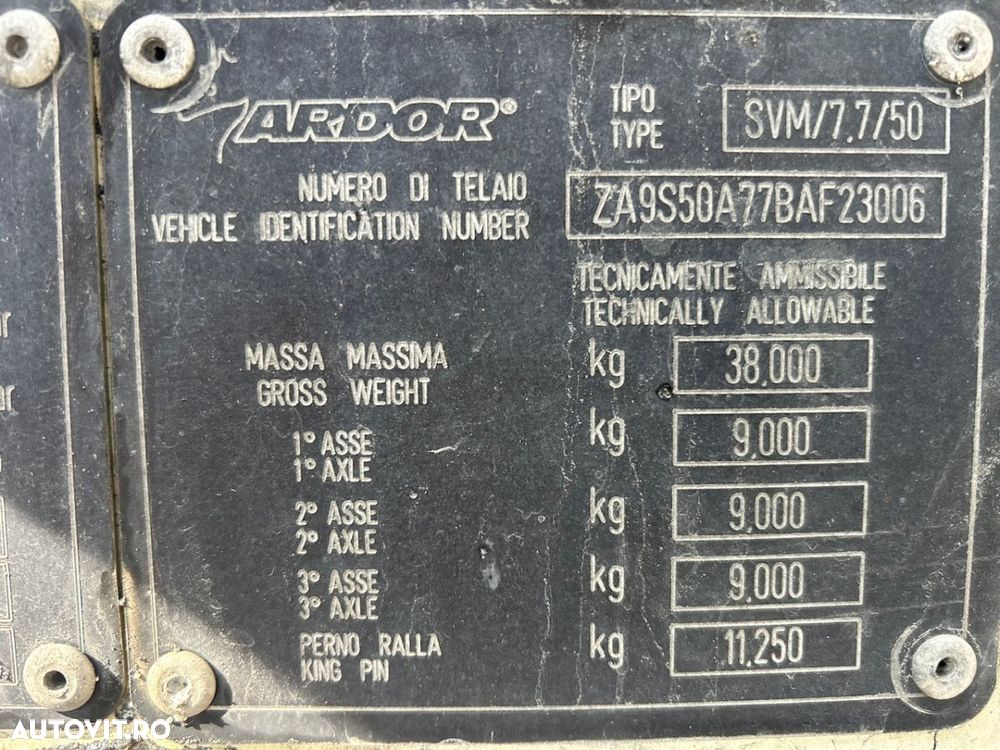 ARDOR®
TIPO
TYPE
SVM/7.7/50
NUMERO DI TELAIO
VEHICLE IDENTIFICATION NUMBER
ZA9S50A77BAF23006
TECNICAMENTE AMMISSIBILE
TECHNICALLY ALLOWABLE
MASSA MASSIMA
GROSS WEIGHT
kg 38.000
1° ASSE
1° AXLE
kg 9.000
2° ASSE
2° AXLE
kg 9.000
3° ASSE
3° AXLE
kg 9.000
PERNO RALLA
KING PIN
kg 11.250
AUTOVIT.RO